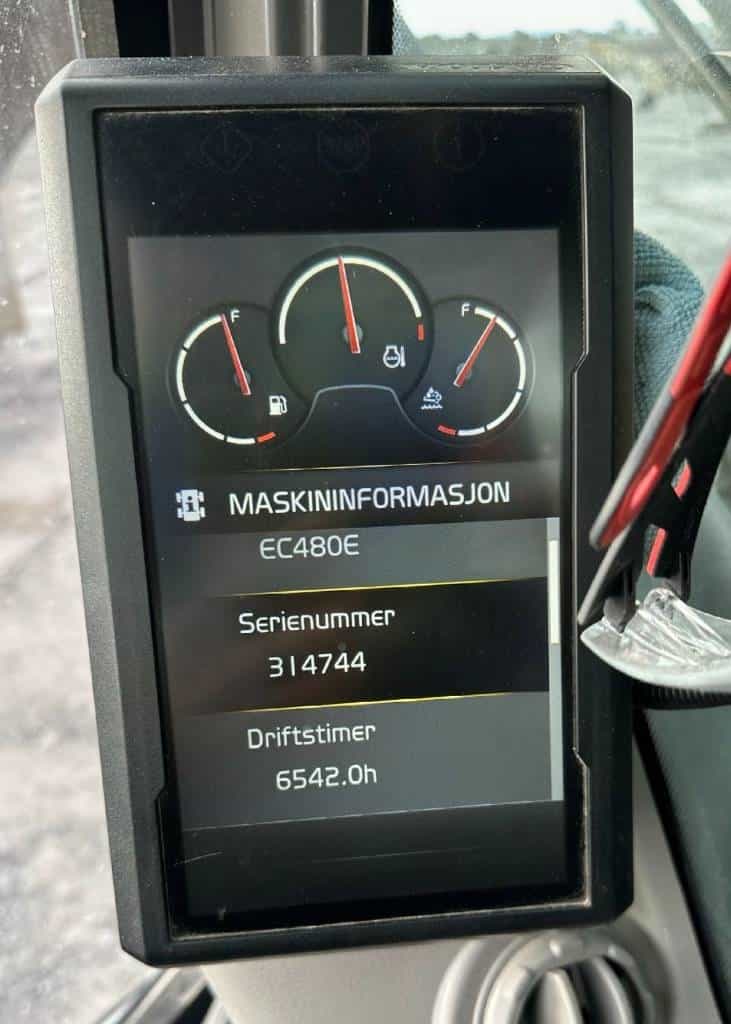 F
F
MASKININFORMASJON
EC480E
Serienummer
314744
Driftstimer
6542.0h